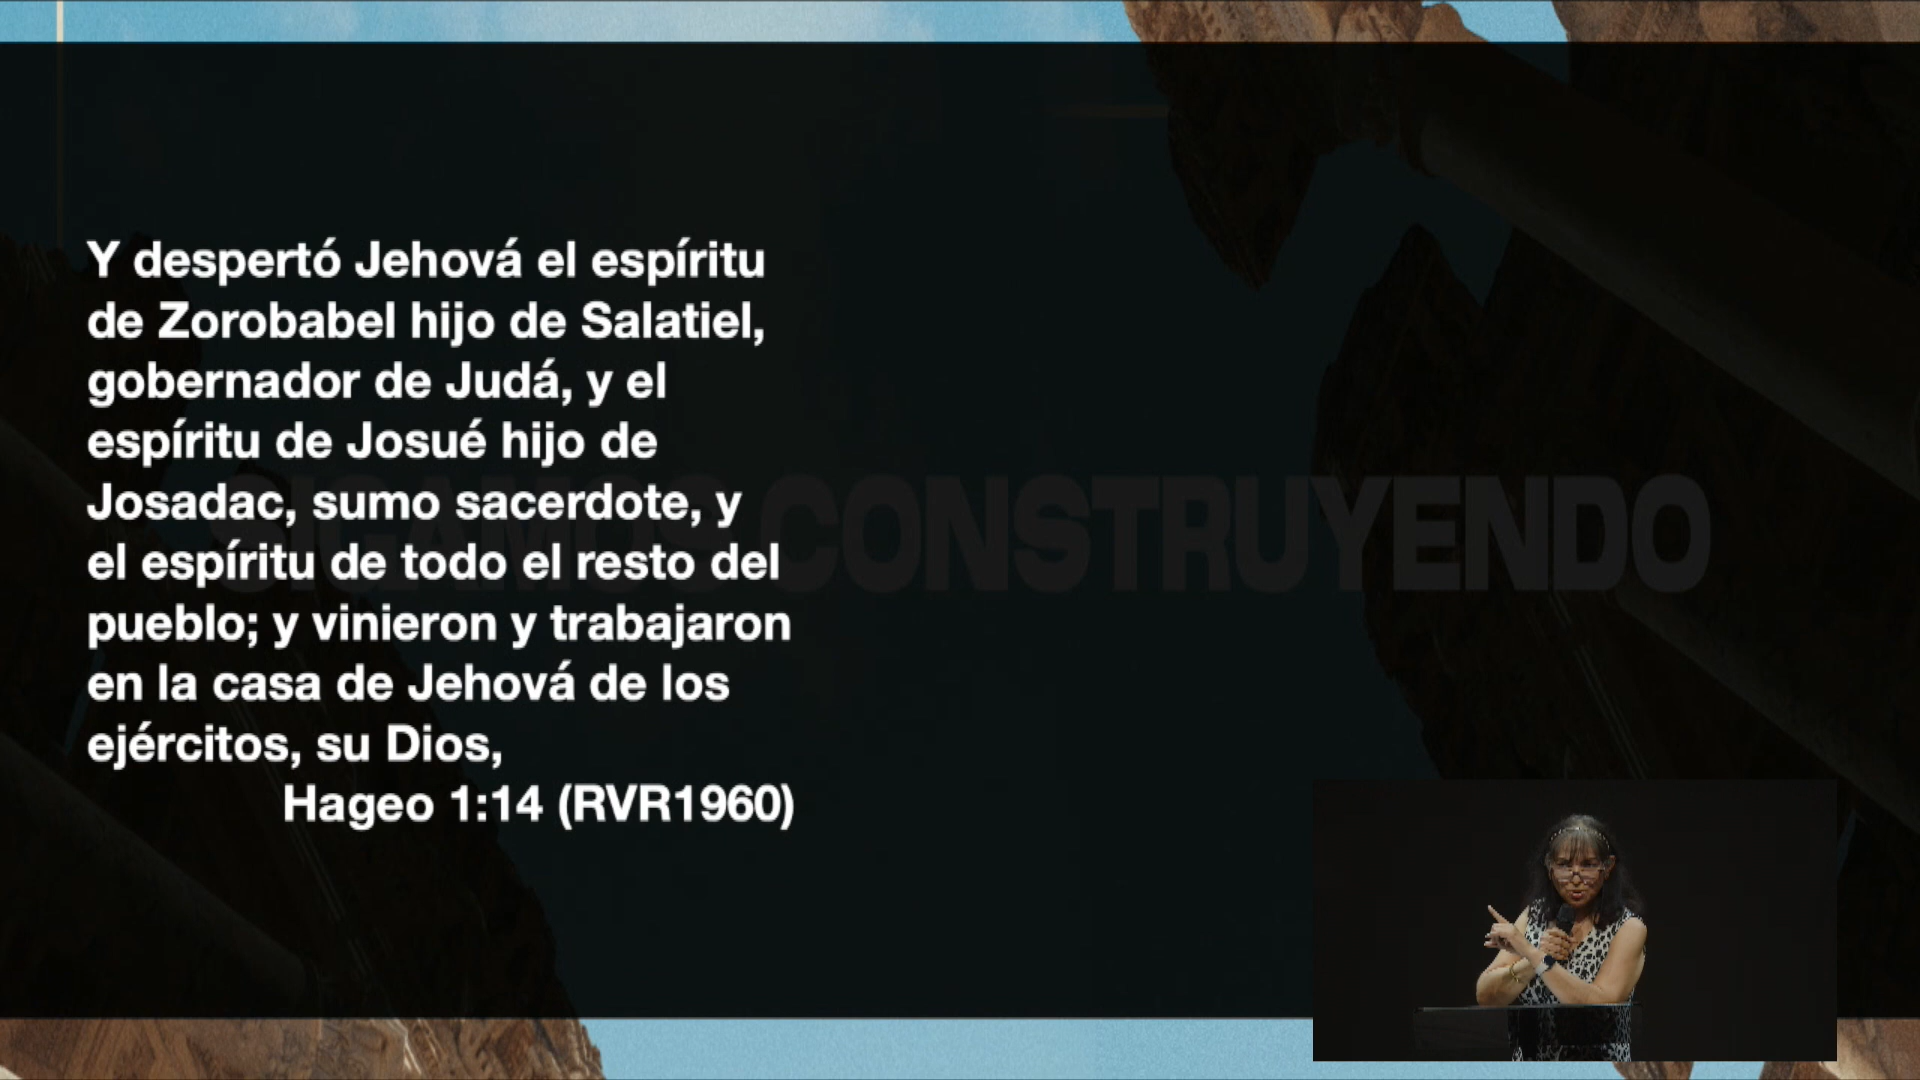 Y despertó Jehová el espíritu
de Zorobabel hijo de Salatiel,
gobernador de Judá, y el
espíritu de Josué hijo de
Josadac, sumo sacerdote, y
el espíritu de todo el resto del
pueblo; y vinieron y trabajaron
en la casa de Jehová de los
ejércitos, su Dios,
Hageo 1:14 (RVR1960)
SIGAMOS CONSTRUYENDO